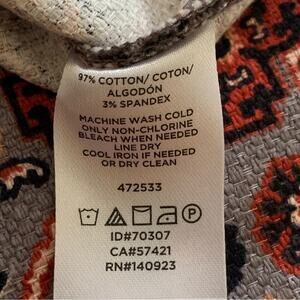 97% COTTON/ COTON/
ALGODÓN
3% SPANDEX
MACHINE WASH COLD
ONLY NON-CHLORINE
BLEACH WHEN NEEDED
LINE DRY
COOL IRON IF NEEDED
OR DRY CLEAN
472533
ID#70307
CA#57421
RN#140923